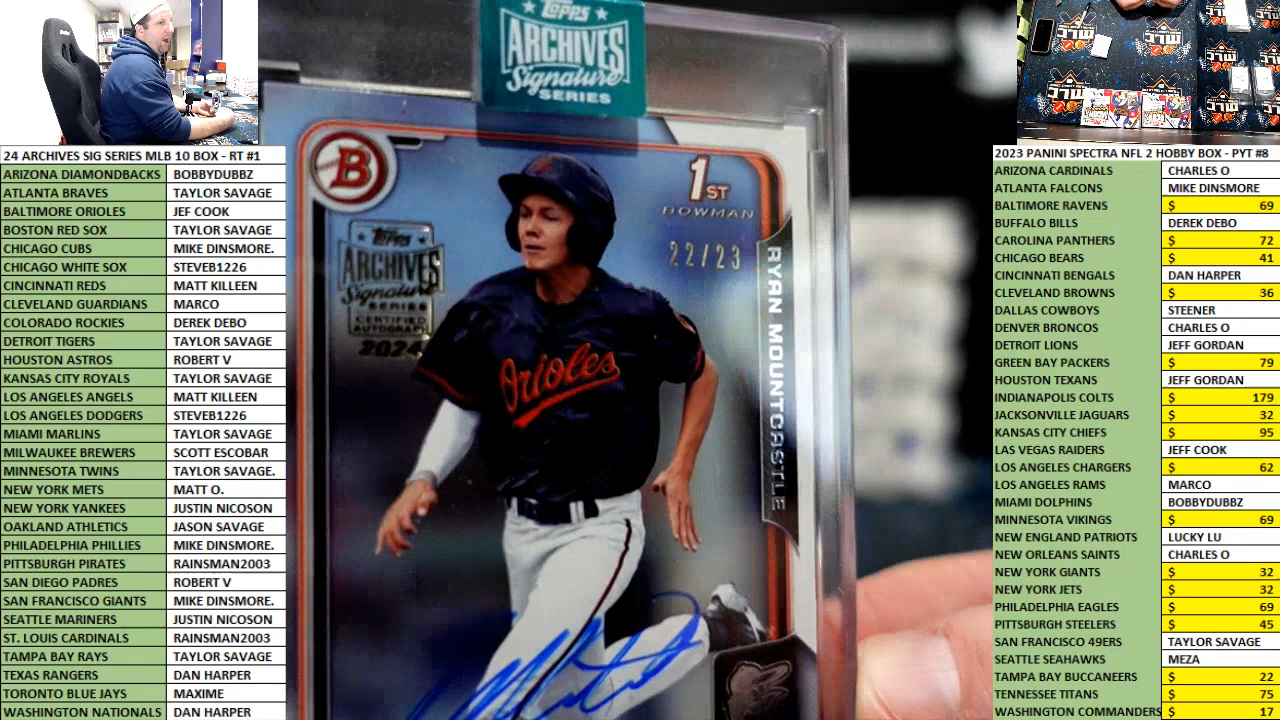 24 ARCHIVES SIG SERIES MLB 10 BOX - RT #1
ARIZONA DIAMONDBACKS BOBBYDUBBZ
ATLANTA BRAVES TAYLOR SAVAGE
BALTIMORE ORIOLES JEF COOK
BOSTON RED SOX TAYLOR SAVAGE
CHICAGO CUBS MIKE DINSMORE.
CHICAGO WHITE SOX STEVEB1226
CINCINNATI REDS MATT KILLEEN
CLEVELAND GUARDIANS MARCO
COLORADO ROCKIES DEREK DEBO
DETROIT TIGERS TAYLOR SAVAGE
HOUSTON ASTROS ROBERT V
KANSAS CITY ROYALS TAYLOR SAVAGE
LOS ANGELES ANGELS MATT KILLEEN
LOS ANGELES DODGERS STEVEB1226
MIAMI MARLINS TAYLOR SAVAGE
MILWAUKEE BREWERS SCOTT ESCOBAR
MINNESOTA TWINS TAYLOR SAVAGE.
NEW YORK METS MATT O.
NEW YORK YANKEES JUSTIN NICOSON
OAKLAND ATHLETICS JASON SAVAGE
PHILADELPHIA PHILLIES MIKE DINSMORE.
PITTSBURGH PIRATES RAINSMAN2003
SAN DIEGO PADRES ROBERT V
SAN FRANCISCO GIANTS MIKE DINSMORE.
SEATTLE MARINERS JUSTIN NICOSON
ST. LOUIS CARDINALS RAINSMAN2003
TAMPA BAY RAYS TAYLOR SAVAGE
TEXAS RANGERS DAN HARPER
TORONTO BLUE JAYS MAXIME
WASHINGTON NATIONALS DAN HARPER
Topps
ARCHIVES
Signature
SERIES
B
1ST
BOWMAN
22/23
Topps
ARCHIVES
Signature
SERIES
CERTIFIED
AUTOGRAPH
2024
RYAN MOUNTCASTLE
Orioles
2023 PANINI SPECTRA NFL 2 HOBBY BOX - PYT #8
ARIZONA CARDINALS CHARLES O
ATLANTA FALCONS MIKE DINSMORE
BALTIMORE RAVENS $ 69
BUFFALO BILLS DEREK DEBO
CAROLINA PANTHERS $ 72
CHICAGO BEARS $ 41
CINCINNATI BENGALS DAN HARPER
CLEVELAND BROWNS $ 36
DALLAS COWBOYS STEENER
DENVER BRONCOS CHARLES O
DETROIT LIONS JEFF GORDAN
GREEN BAY PACKERS $ 79
HOUSTON TEXANS JEFF GORDAN
INDIANAPOLIS COLTS $ 179
JACKSONVILLE JAGUARS $ 32
KANSAS CITY CHIEFS $ 95
LAS VEGAS RAIDERS JEFF COOK
LOS ANGELES CHARGERS $ 62
LOS ANGELES RAMS MARCO
MIAMI DOLPHINS BOBBYDUBBZ
MINNESOTA VIKINGS $ 69
NEW ENGLAND PATRIOTS LUCKY LU
NEW ORLEANS SAINTS CHARLES O
NEW YORK GIANTS $ 32
NEW YORK JETS $ 32
PHILADELPHIA EAGLES $ 69
PITTSBURGH STEELERS $ 45
SAN FRANCISCO 49ERS TAYLOR SAVAGE
SEATTLE SEAHAWKS MEZA
TAMPA BAY BUCCANEERS $ 22
TENNESSEE TITANS $ 75
WASHINGTON COMMANDERS $ 17